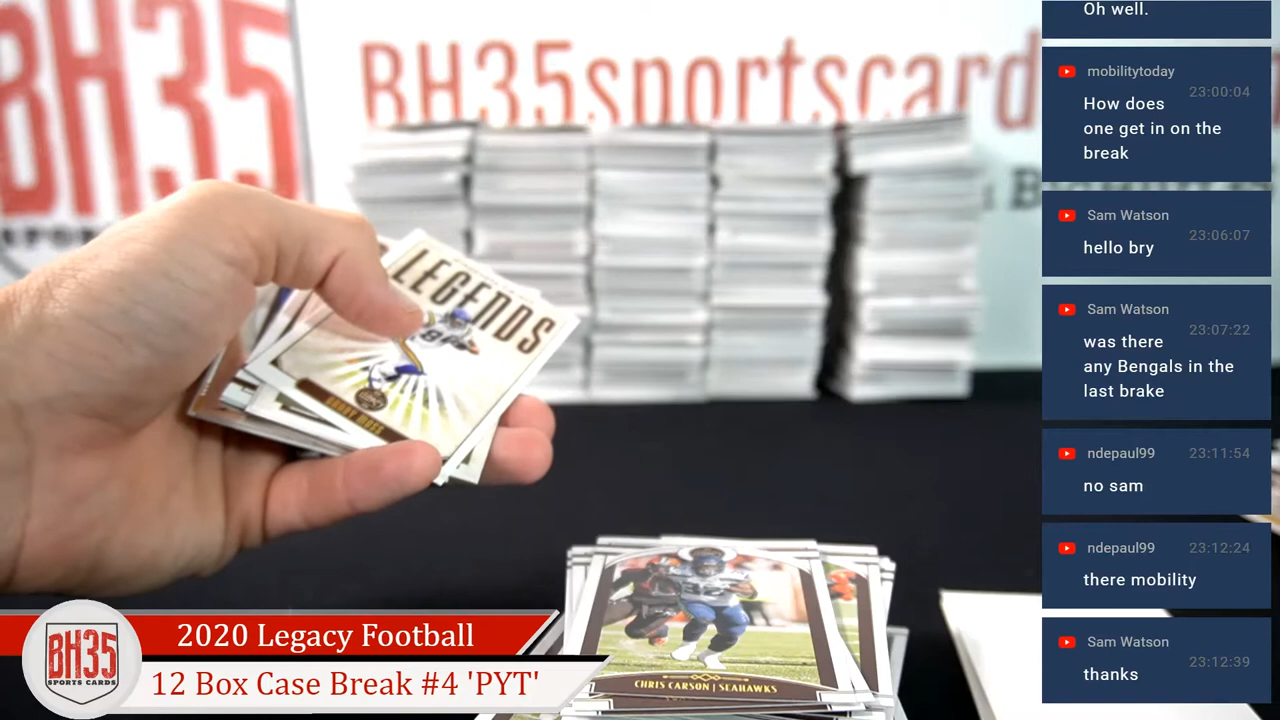 BH35
BH35sportscard
LEGENDS
RANDY MOSS
CHRIS CARSON | SEAHAWKS
BH35
SPORTS CARDS
2020 Legacy Football
12 Box Case Break #4 'PYT'
Oh well.
mobilitytoday
23:00:04
How does
one get in on the
break
Sam Watson
23:06:07
hello bry
Sam Watson
23:07:22
was there
any Bengals in the
last brake
ndepaul99
23:11:54
no sam
ndepaul99
23:12:24
there mobility
Sam Watson
23:12:39
thanks